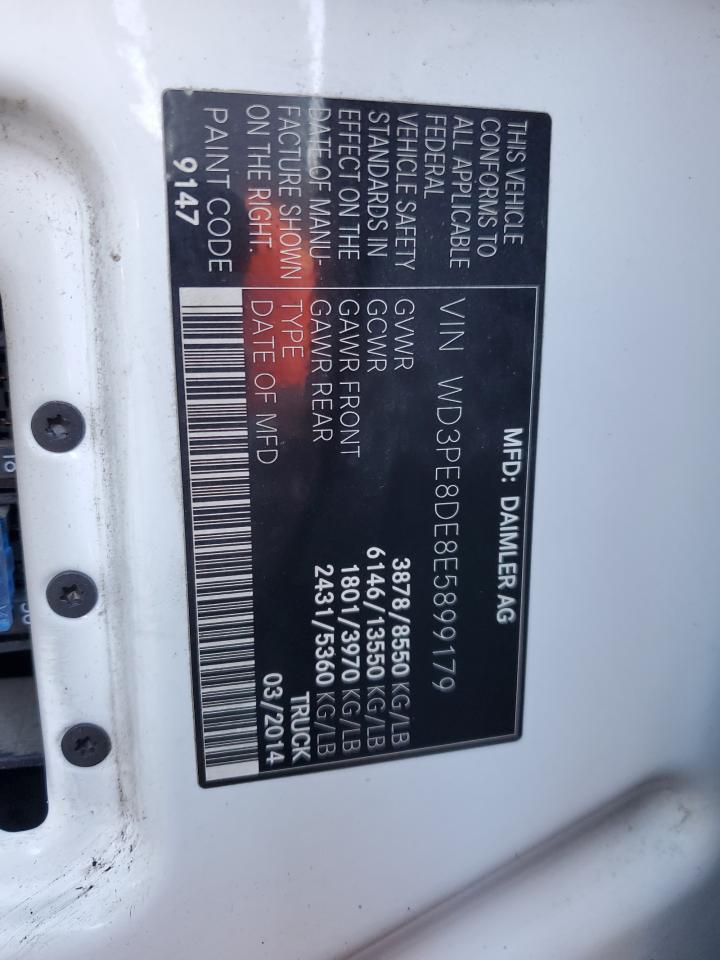 MFD: DAIMLER AG
THIS VEHICLE
CONFORMS TO
ALL APPLICABLE
FEDERAL
VEHICLE SAFETY
STANDARDS IN
EFFECT ON THE
DATE OF MANU-
FACTURE SHOWN
ON THE RIGHT.
PAINT CODE
9147
VIN WD3PE8DE8E5899179
GVWR 3878/8550 KG/LB
GCWR 6146/13550 KG/LB
GAWR FRONT 1801/3970 KG/LB
GAWR REAR 2431/5360 KG/LB
TYPE TRUCK
DATE OF MFD 03/2014